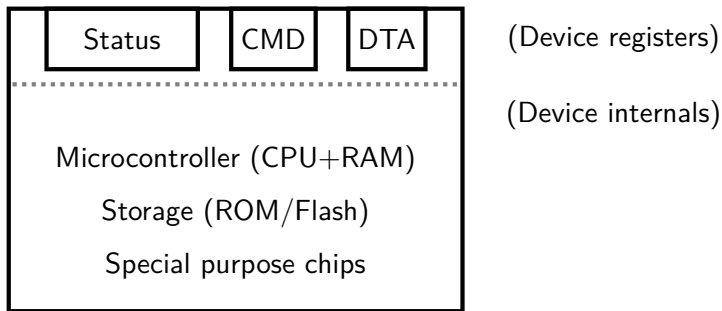 Status CMD DTA (Device registers)
(Device internals)
Microcontroller (CPU+RAM)
Storage (ROM/Flash)
Special purpose chips